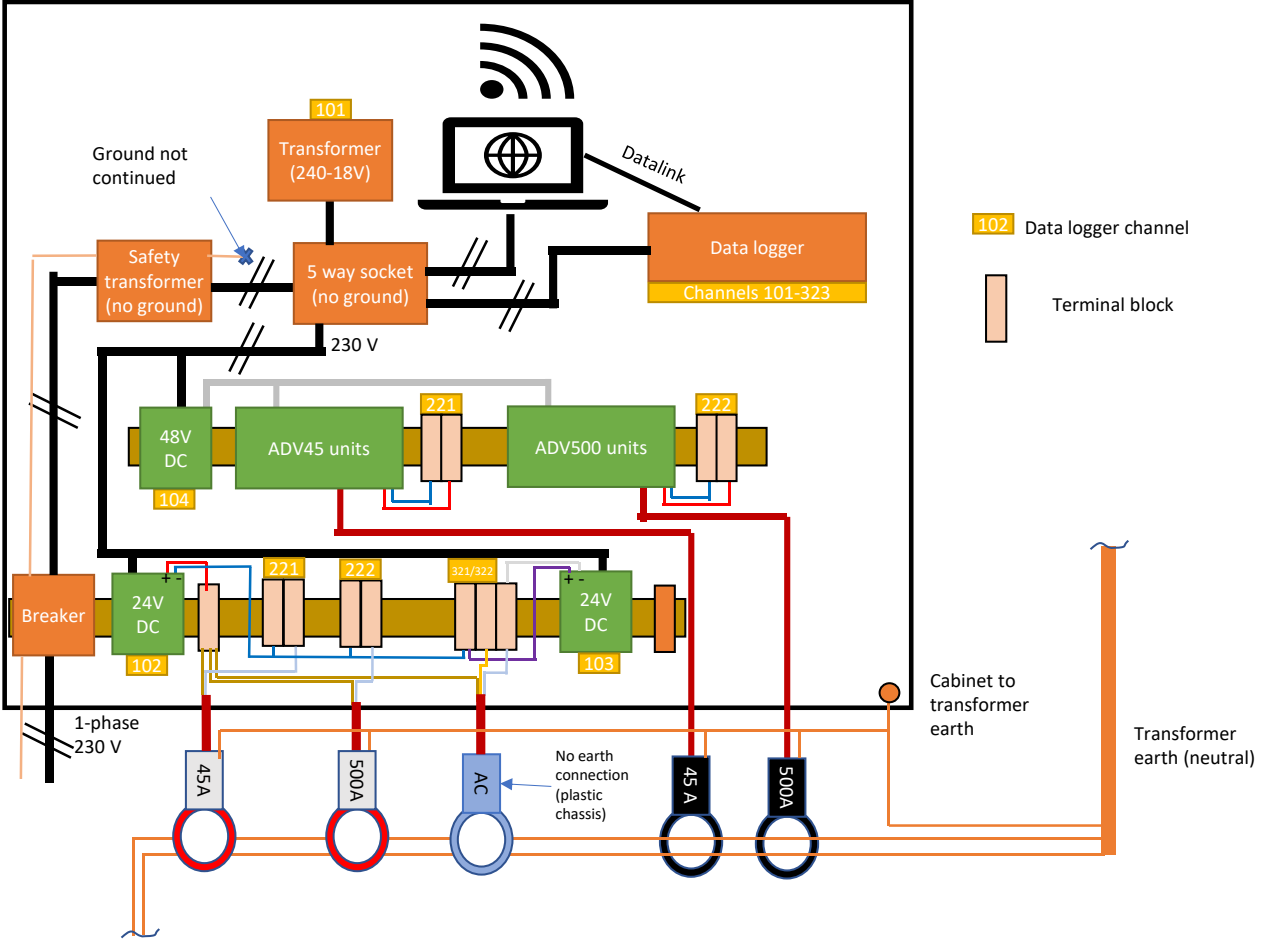 101
Transformer
(240-18V)
Ground not
continued
Datalink
102
Data logger channel
Data logger
Channels 101-323
Safety
transformer
(no ground)
5 way socket
(no ground)
Terminal block
230 V
221
222
48V
DC
ADV45 units
ADV500 units
104
221
222
321/322
+ -
+ -
Breaker
24V
DC
24V
DC
102
103
Cabinet to
transformer
earth
1-phase
230 V
Transformer
earth (neutral)
No earth
connection
(plastic
chassis)
45A
500A
AC
45 A
500A